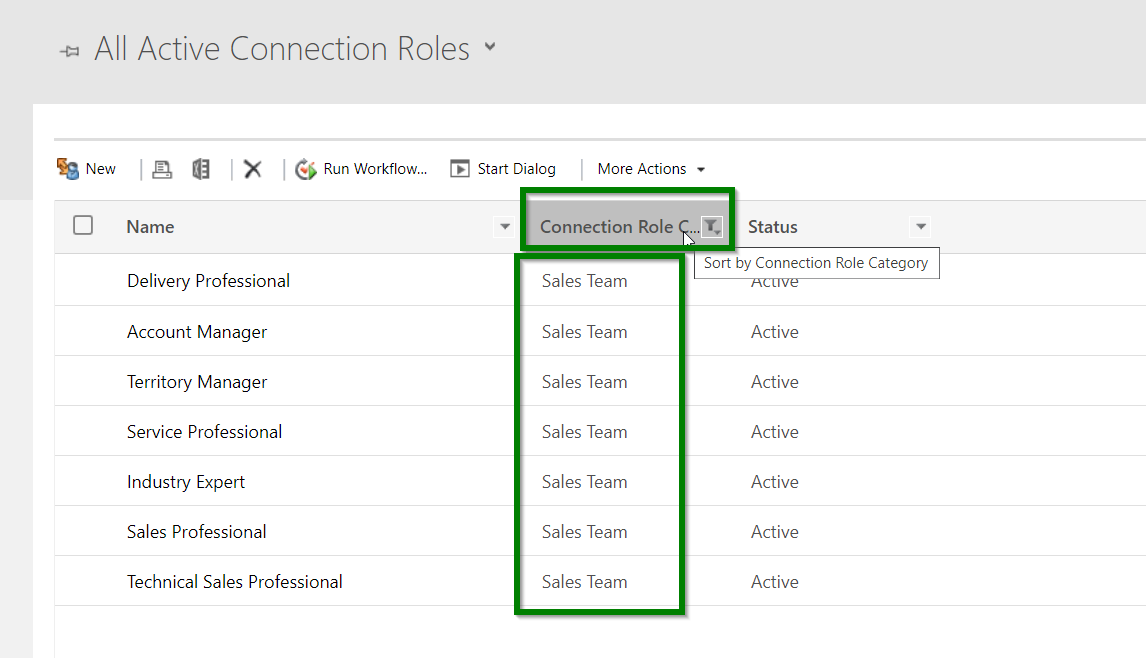 All Active Connection Roles
New Run Workflow... Start Dialog More Actions
Name Connection Role C... Status
Sort by Connection Role Category
Delivery Professional Sales Team Active
Account Manager Sales Team Active
Territory Manager Sales Team Active
Service Professional Sales Team Active
Industry Expert Sales Team Active
Sales Professional Sales Team Active
Technical Sales Professional Sales Team Active